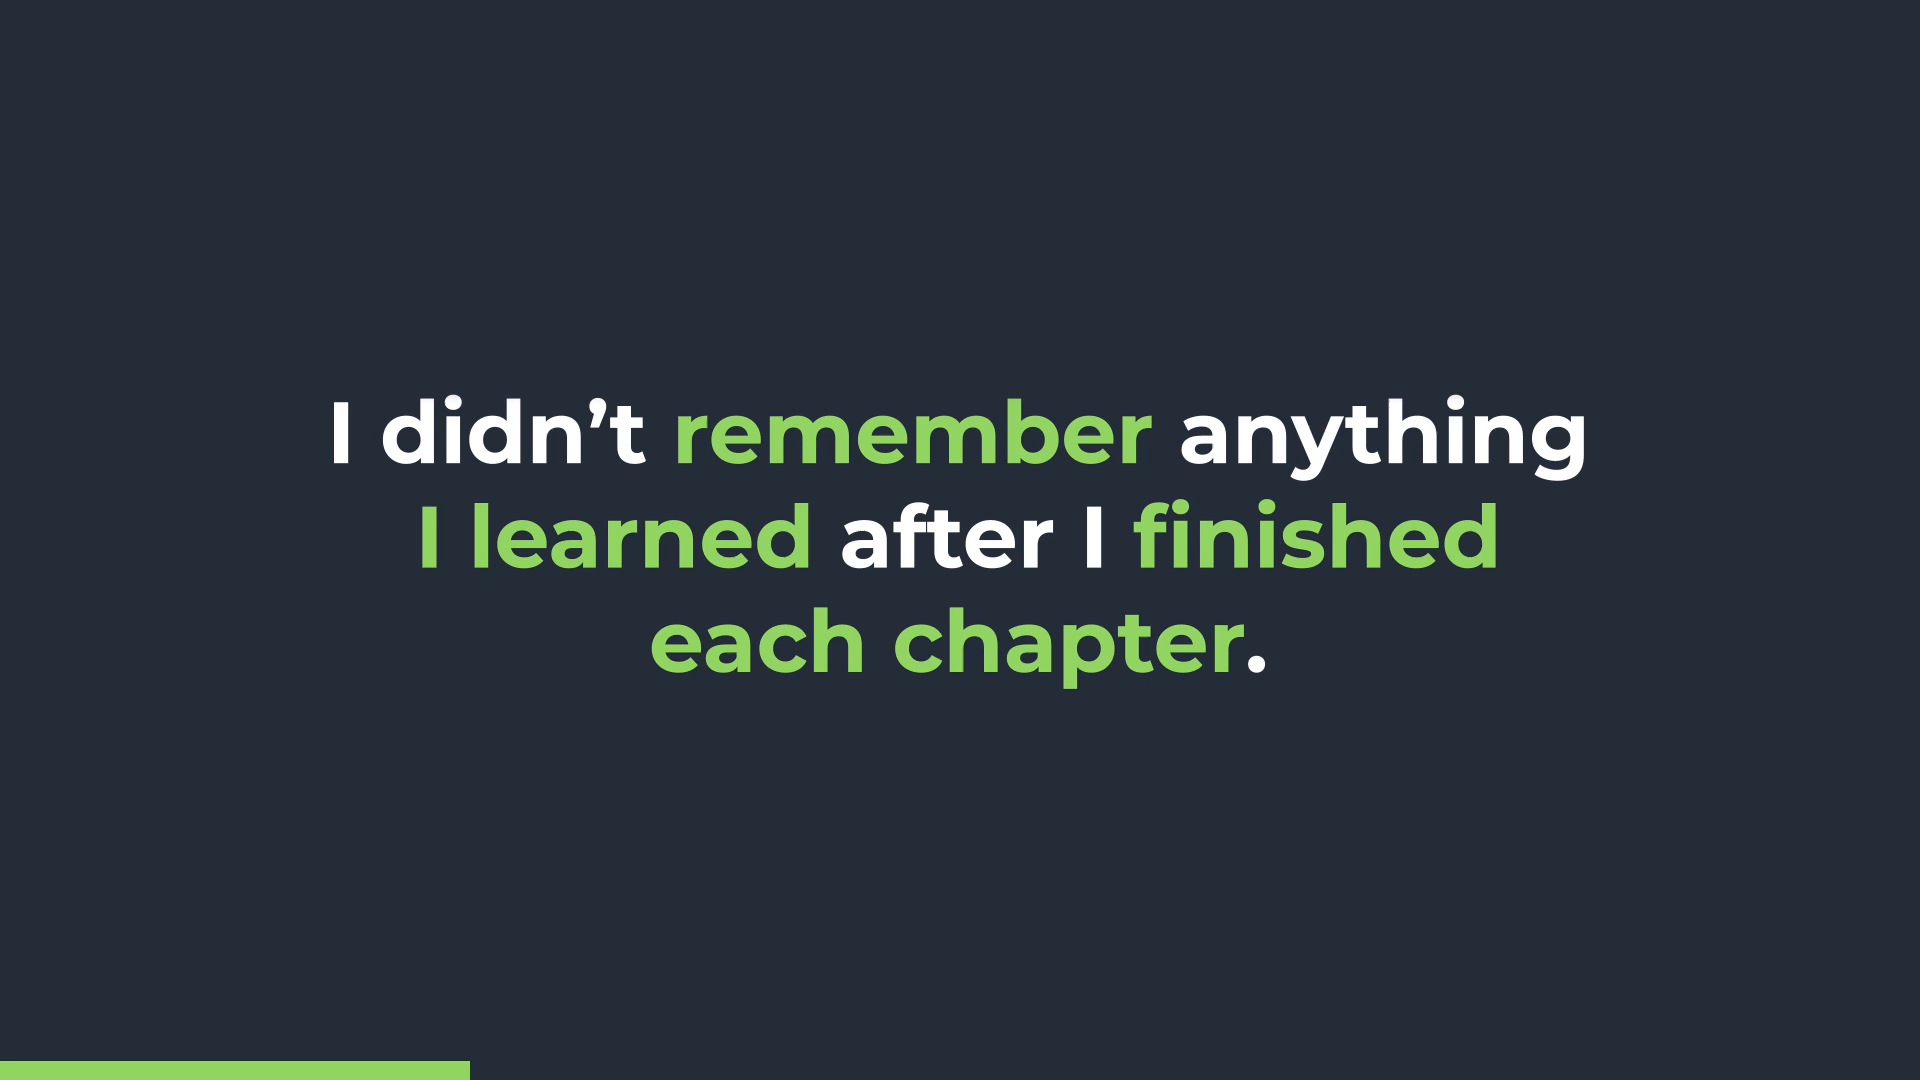 I didn’t remember anything
I learned after I finished
each chapter.